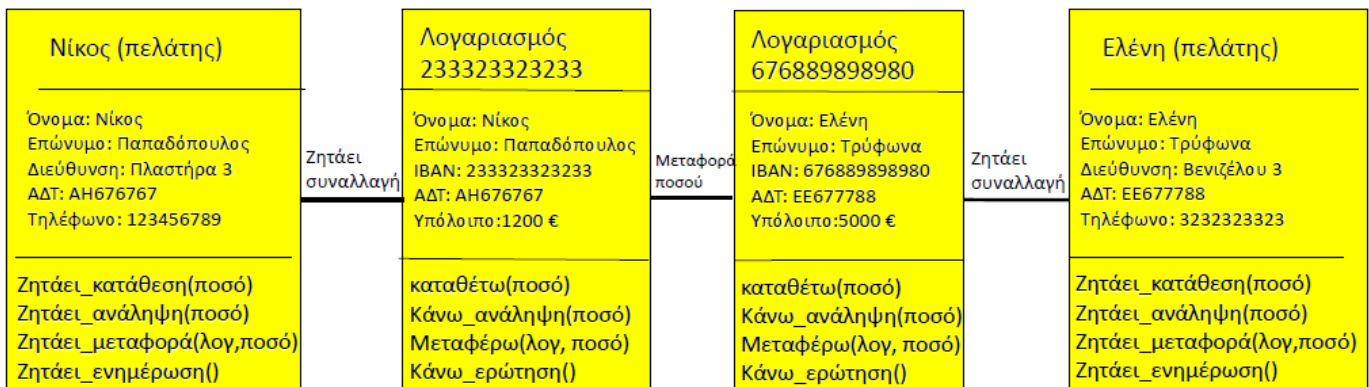 Νίκος (πελάτης)
Όνομα: Νίκος
Επώνυμο: Παπαδόπουλος
Διεύθυνση: Πλαστήρα 3
ΑΔΤ: ΑΗ676767
Τηλέφωνο: 123456789
Ζητάει_κατάθεση(ποσό)
Ζητάει_ανάληψη(ποσό)
Ζητάει_μεταφορά(λογ,ποσό)
Ζητάει_ενημέρωση()
Ζητάει
συναλλαγή
Λογαριασμός
233323323233
Όνομα: Νίκος
Επώνυμο: Παπαδόπουλος
IBAN: 233323323233
ΑΔΤ: ΑΗ676767
Υπόλοιπο:1200 €
καταθέτω(ποσό)
Κάνω_ανάληψη(ποσό)
Μεταφέρω(λογ, ποσό)
Κάνω_ερώτηση()
Μεταφορά
ποσού
Λογαριασμός
676889898980
Όνομα: Ελένη
Επώνυμο: Τρύφωνα
IBAN: 676889898980
ΑΔΤ: ΕΕ677788
Υπόλοιπο:5000 €
καταθέτω(ποσό)
Κάνω_ανάληψη(ποσό)
Μεταφέρω(λογ, ποσό)
Κάνω_ερώτηση()
Ζητάει
συναλλαγή
Ελένη (πελάτης)
Όνομα: Ελένη
Επώνυμο: Τρύφωνα
Διεύθυνση: Βενιζέλου 3
ΑΔΤ: ΕΕ677788
Τηλέφωνο: 3232323323
Ζητάει_κατάθεση(ποσό)
Ζητάει_ανάληψη(ποσό)
Ζητάει_μεταφορά(λογ,ποσό)
Ζητάει_ενημέρωση()